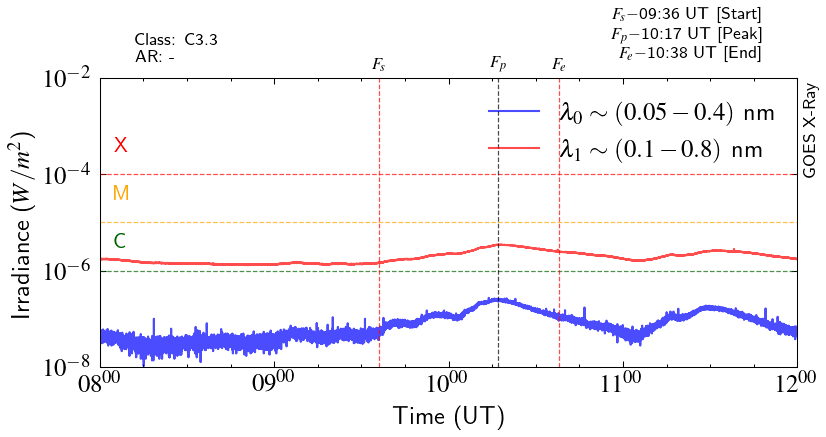 Fs−09:36 UT [Start]
Class: C3.3
Fp−10:17 UT [Peak]
AR: -
Fe−10:38 UT [End]
Fs
Fp
Fe
10⁻²
λ₀ ∼ (0.05 − 0.4) nm
λ₁ ∼ (0.1 − 0.8) nm
GOES X-Ray
X
10⁻⁴
M
C
10⁻⁶
10⁻⁸
Irradiance (W/m²)
08⁰⁰ 09⁰⁰ 10⁰⁰ 11⁰⁰ 12⁰⁰
Time (UT)